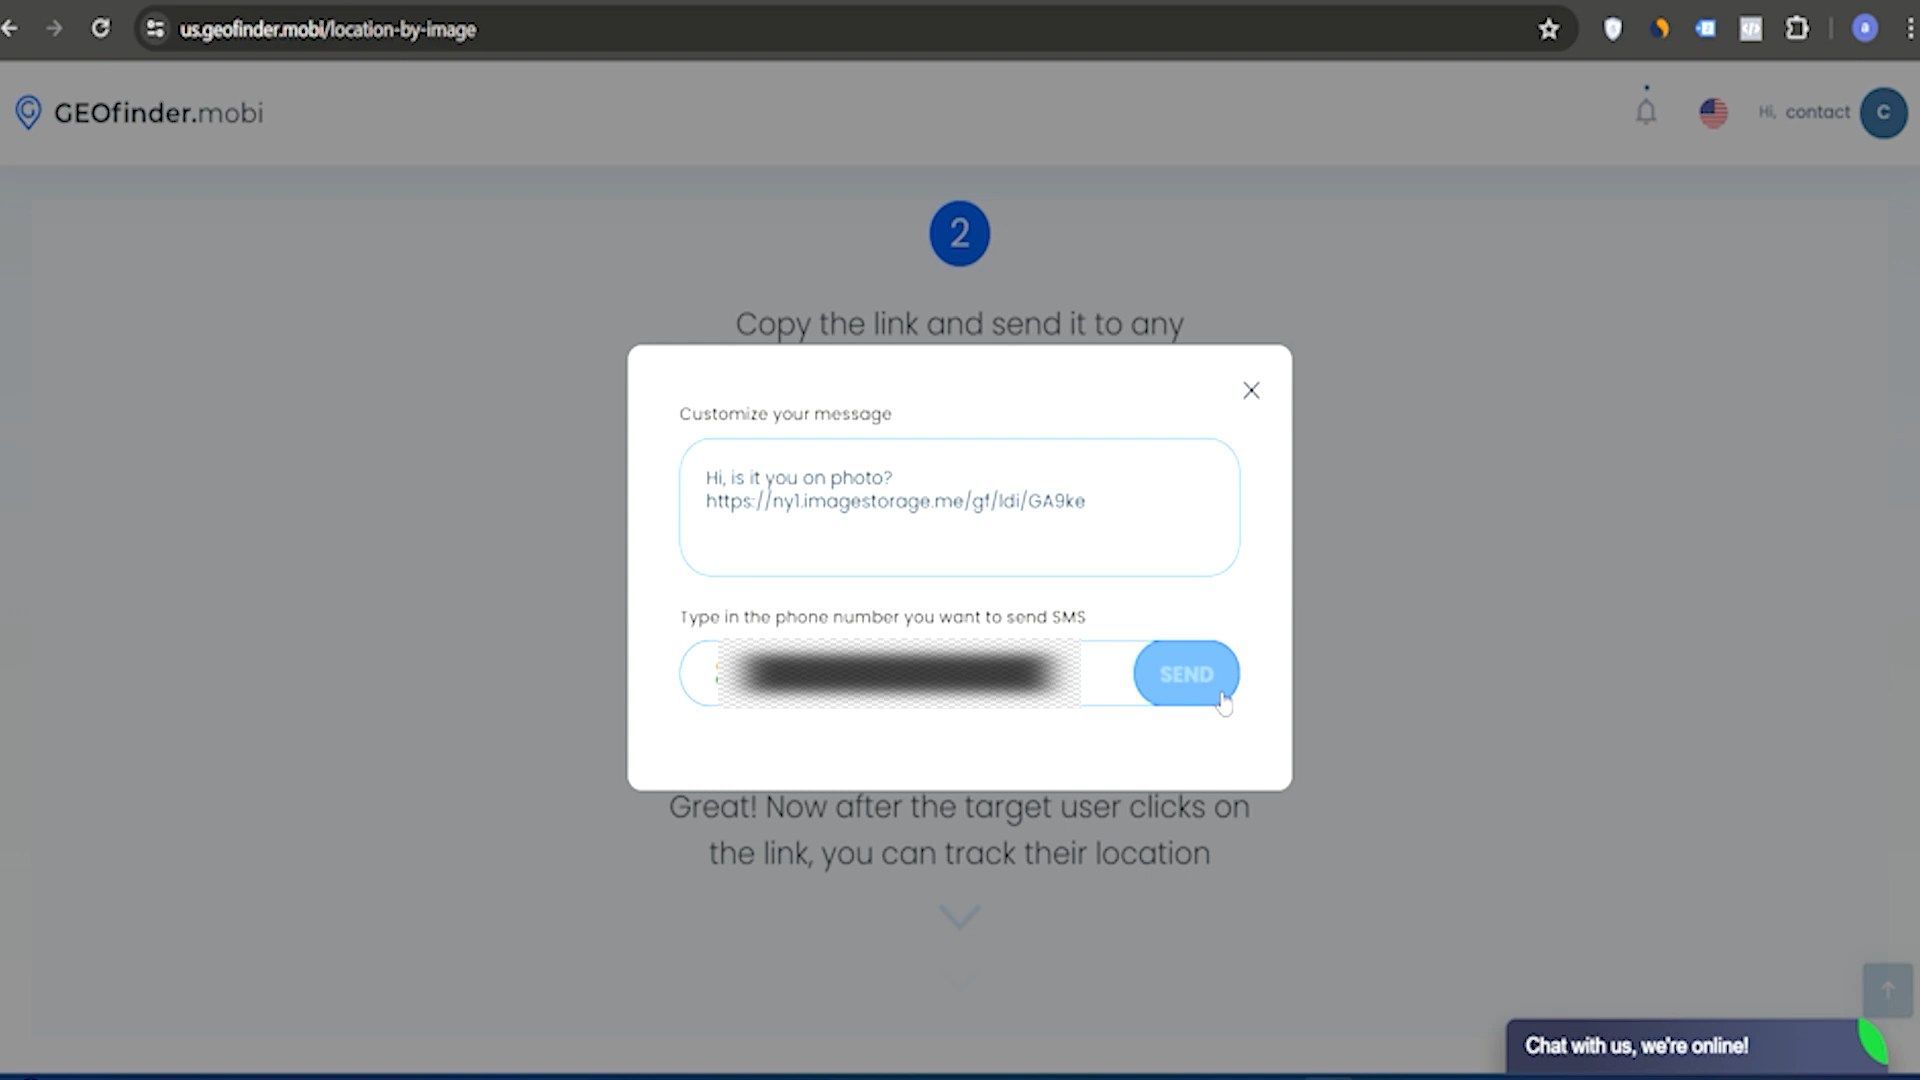 us.geofinder.mobi/location-by-image
GEOfinder.mobi
Hi, contact
C
2
Copy the link and send it to any
Customize your message
Hi, is it you on photo?
https://ny1.imagestorage.me/gf/ldi/GA9ke
Type in the phone number you want to send SMS
SEND
Great! Now after the target user clicks on
the link, you can track their location
Chat with us, we're online!